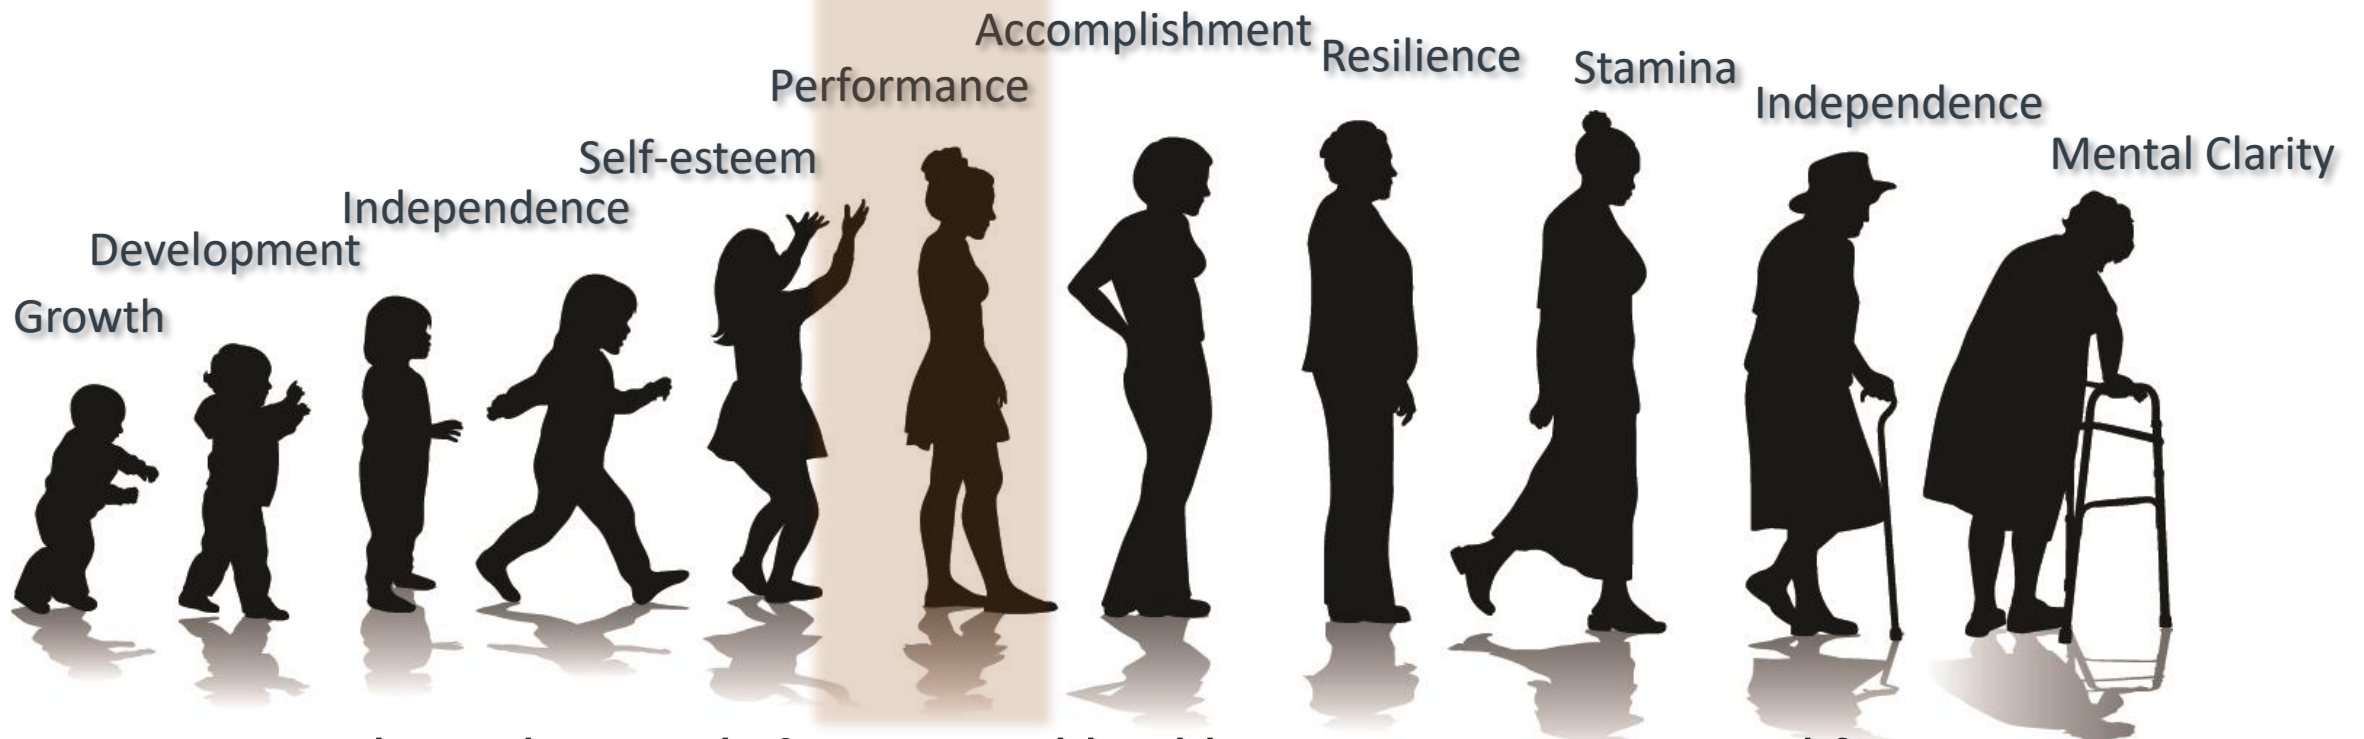 Growth
Development
Independence
Self-esteem
Performance
Accomplishment
Resilience
Stamina
Independence
Mental Clarity